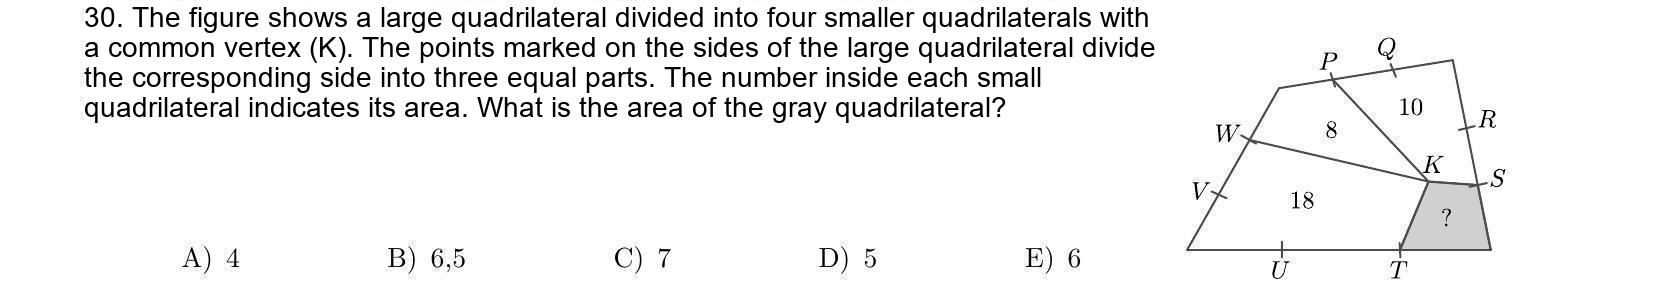 30. The figure shows a large quadrilateral divided into four smaller quadrilaterals with
a common vertex (K). The points marked on the sides of the large quadrilateral divide
the corresponding side into three equal parts. The number inside each small
quadrilateral indicates its area. What is the area of the gray quadrilateral?
P
Q
10
R
W
8
K
S
V
18
?
A) 4 B) 6,5 C) 7 D) 5 E) 6
U
T